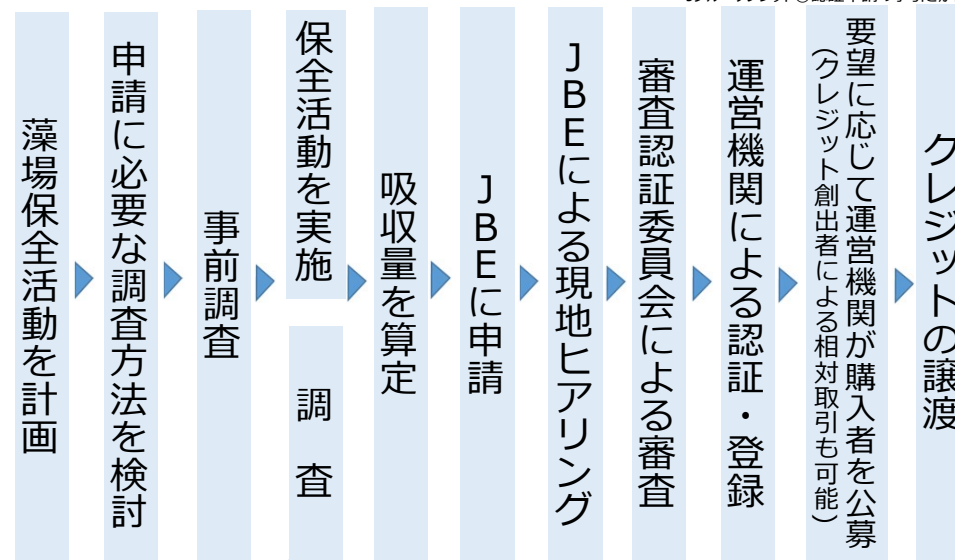 藻場保全活動を計画
申請に必要な調査方法を検討
事前調査
保全活動を実施
調　査
吸収量を算定
ＪＢＥに申請
ＪＢＥによる現地ヒアリング
審査認証委員会による審査
運営機関による認証・登録
要望に応じて運営機関が購入者を公募
（クレジット創出者による相対取引も可能）
クレジットの譲渡